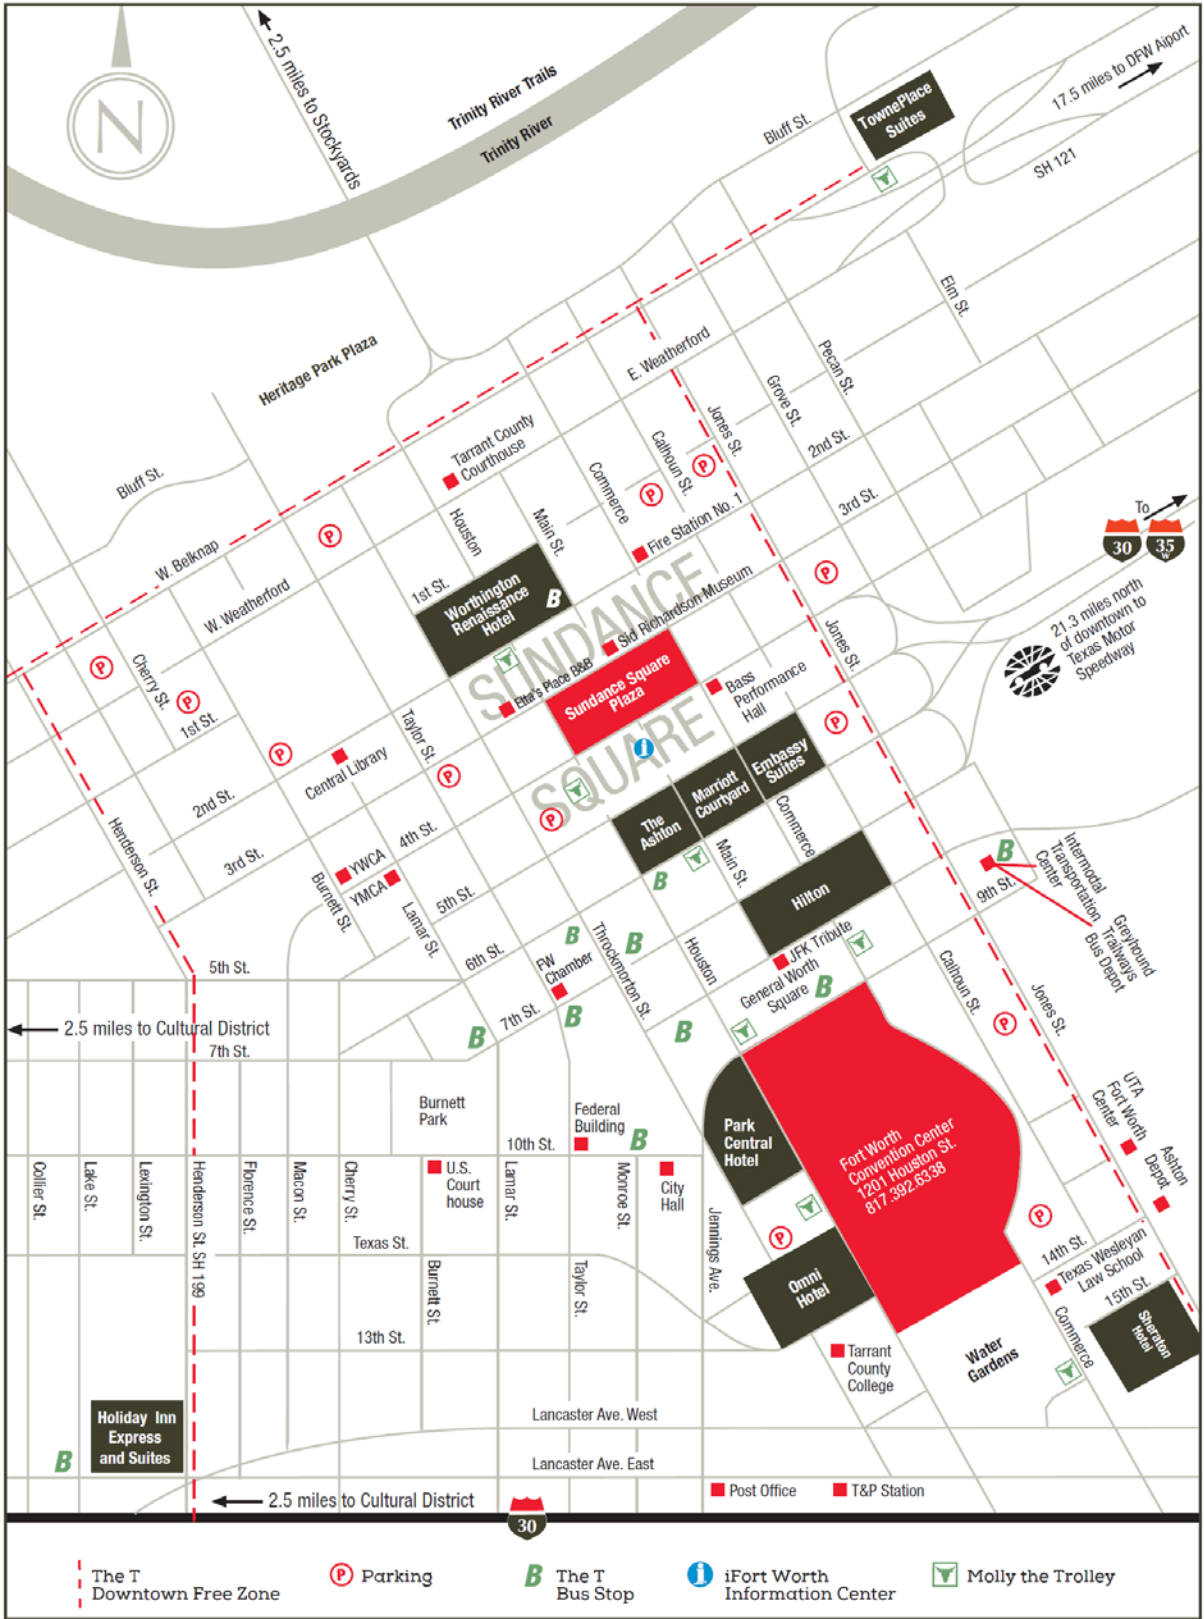 N
2.5 miles to Stockyards
Trinity River Trails
Trinity River
17.5 miles to DFW Aiport
TownePlace
Suites
Bluff St.
SH 121
Elm St.
Heritage Park Plaza
E. Weatherford
Pecan St.
Grove St.
Jones St.
2nd St.
Tarrant County
Courthouse
Calhoun St.
Commerce
Bluff St.
P
P
3rd St.
Houston
Main St.
Fire Station No. 1
To
30
35
W
P
W. Belknap
1st St.
Worthington
Renaissance
Hotel
B
SUNDANCE
SQUARE
Sid Richardson Museum
P
W. Weatherford
Jones St.
21.3 miles north
of downtown to
Texas Motor
Speedway
P
Cherry St.
Etta's Place B&B
Sundance Square
Plaza
Bass
Performance
Hall
P
1st St.
Taylor St.
P
P
i
P
Central Library
P
Embassy
Suites
Marriott
Courtyard
The
Ashton
2nd St.
P
Commerce
Main St.
Henderson St.
3rd St.
4th St.
YWCA
YMCA
B
Hilton
B
Intermodal
Transportation
Center
9th St.
Greyhound
Trailways
Bus Depot
Burnett St.
Lamar St.
5th St.
6th St.
B
B
Throckmorton St.
Houston
JFK Tribute
General Worth
Square
B
Calhoun St.
Jones St.
FW
Chamber
5th St.
7th St.
B
B
B
P
2.5 miles to Cultural District
7th St.
Burnett
Park
Federal
Building
B
10th St.
Park
Central
Hotel
Fort Worth
Convention Center
1201 Houston St.
817.392.6338
UTA
Fort Worth
Center
Ashton
Depot
Collier St.
Lake St.
Lexington St.
Henderson St. SH 199
Florence St.
Macon St.
Cherry St.
U.S.
Court
house
Lamar St.
Monroe St.
City
Hall
Jennings Ave.
P
P
Texas St.
14th St.
Texas Wesleyan
Law School
15th St.
Burnett St.
Taylor St.
Omni
Hotel
Commerce
Sheraton
Hotel
13th St.
Tarrant
County
College
Water
Gardens
Holiday Inn
Express
and Suites
B
Lancaster Ave. West
Lancaster Ave. East
Post Office
T&P Station
2.5 miles to Cultural District
30
The T
Downtown Free Zone
P Parking
B The T
Bus Stop
i iFort Worth
Information Center
Molly the Trolley